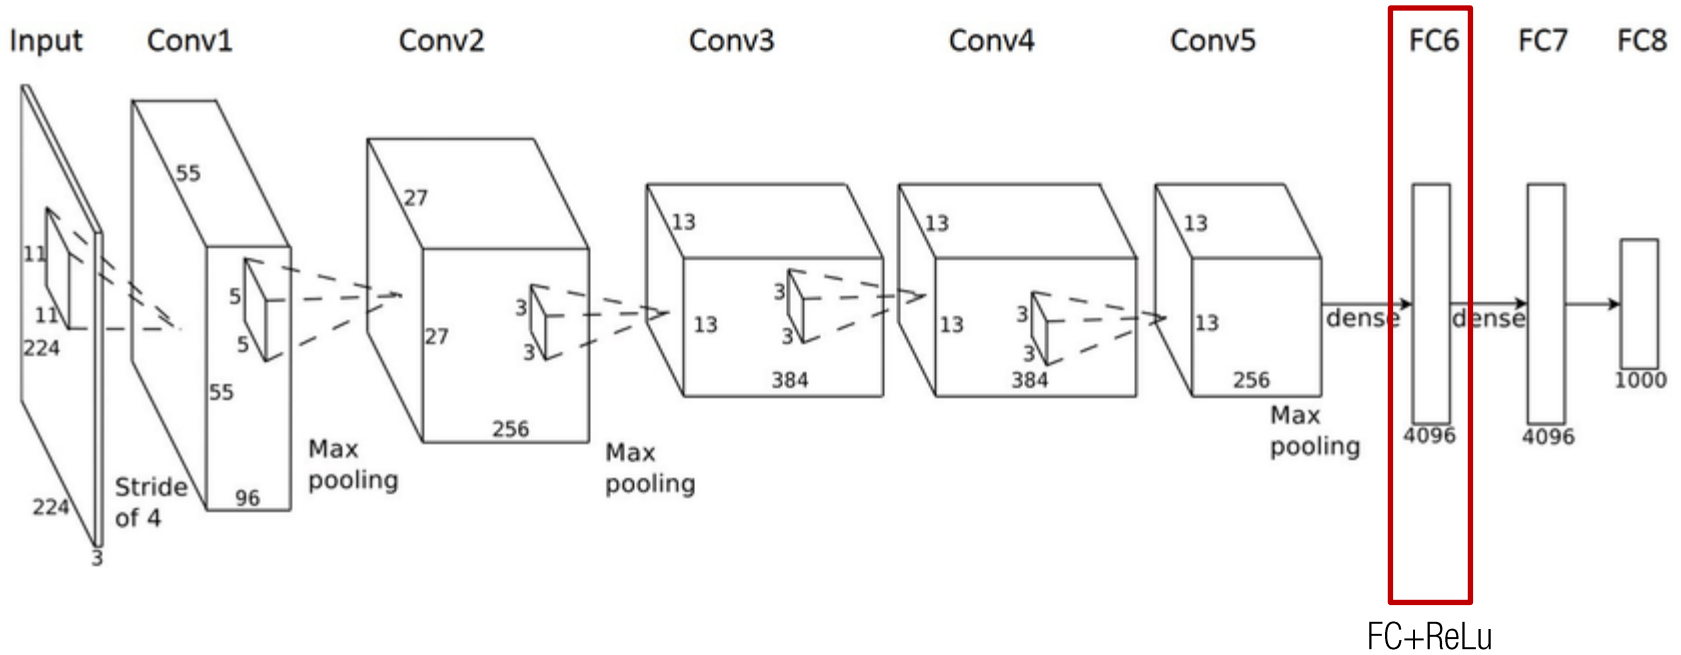 Input Conv1 Conv2 Conv3 Conv4 Conv5 FC6 FC7 FC8
11
11
224
224
3
Stride
of 4
55
55
96
5
5
Max
pooling
27
27
256
3
3
Max
pooling
13
13
384
3
3
13
13
384
3
3
13
13
256
Max
pooling
dense
4096
dense
4096
1000
FC+ReLu